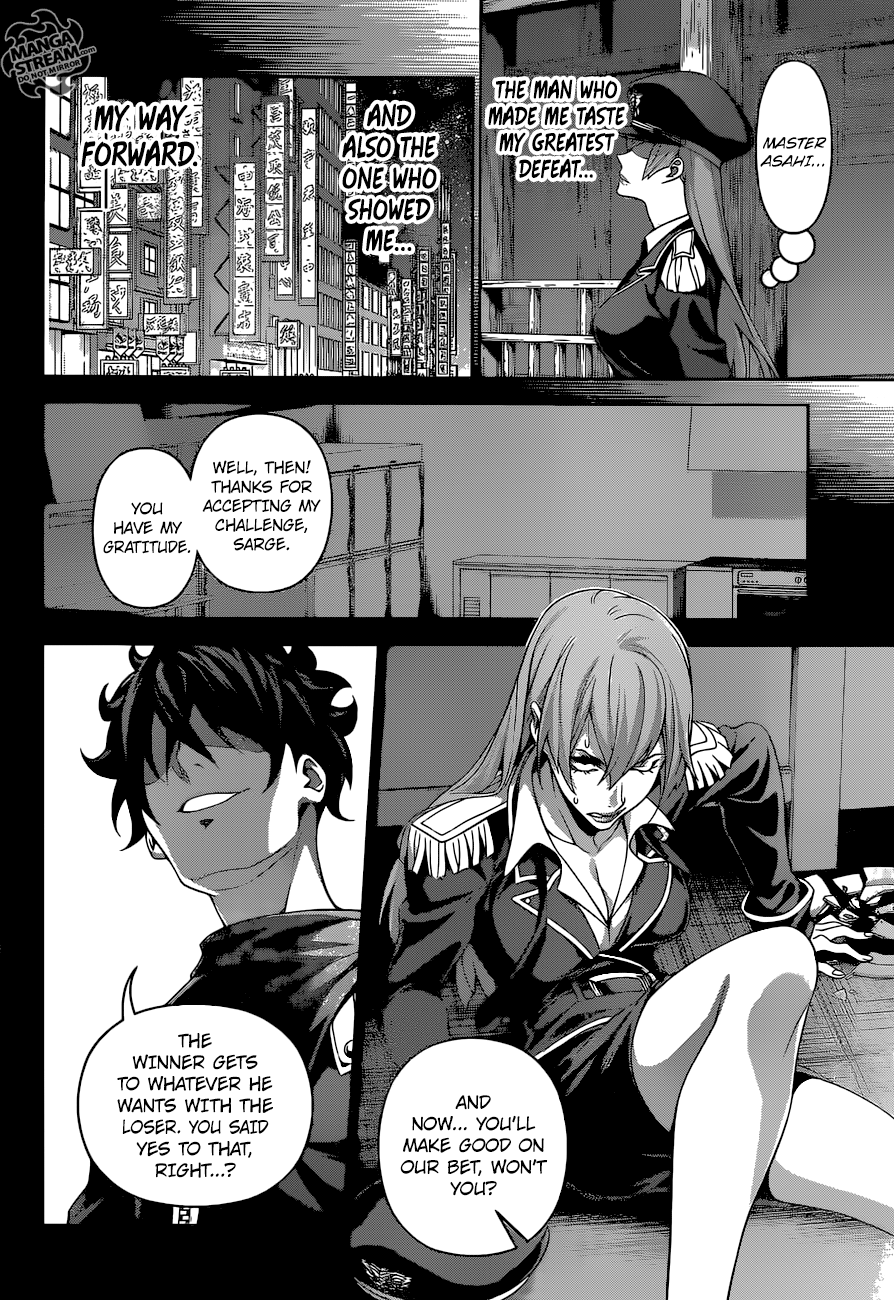 MANGA
STREAM.com
DO NOT MIRROR
MASTER
ASAHI...
THE MAN WHO
MADE ME TASTE
MY GREATEST
DEFEAT...
AND
ALSO THE
ONE WHO
SHOWED
ME...
MY WAY
FORWARD.
WELL, THEN!
THANKS FOR
ACCEPTING MY
CHALLENGE,
SARGE.
YOU
HAVE MY
GRATITUDE.
AND
NOW... YOU'LL
MAKE GOOD ON
OUR BET, WON'T
YOU?
THE
WINNER GETS
TO WHATEVER HE
WANTS WITH THE
LOSER. YOU SAID
YES TO THAT,
RIGHT...?